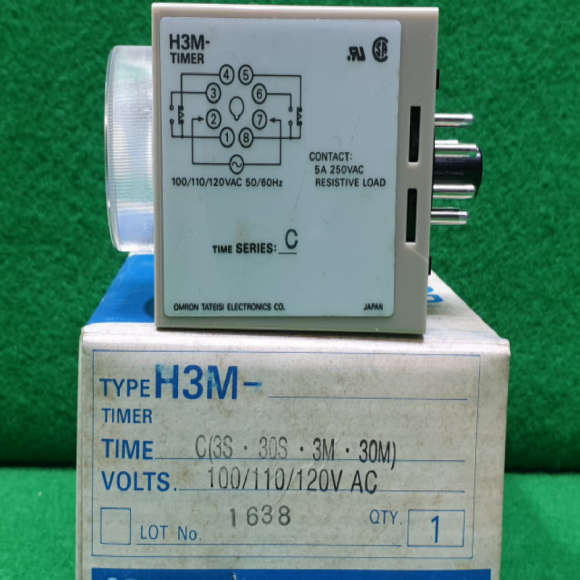 H3M-
TIMER
4 5
3 6
2 7
1 8
100/110/120VAC 50/60Hz
CONTACT:
5A 250VAC
RESISTIVE LOAD
TIME SERIES: C
OMRON TATEISI ELECTRONICS CO. JAPAN
TYPE H3M-
TIMER
TIME C(3S · 30S · 3M · 30M)
VOLTS. 100/110/120V AC
LOT No. 1638 QTY. 1